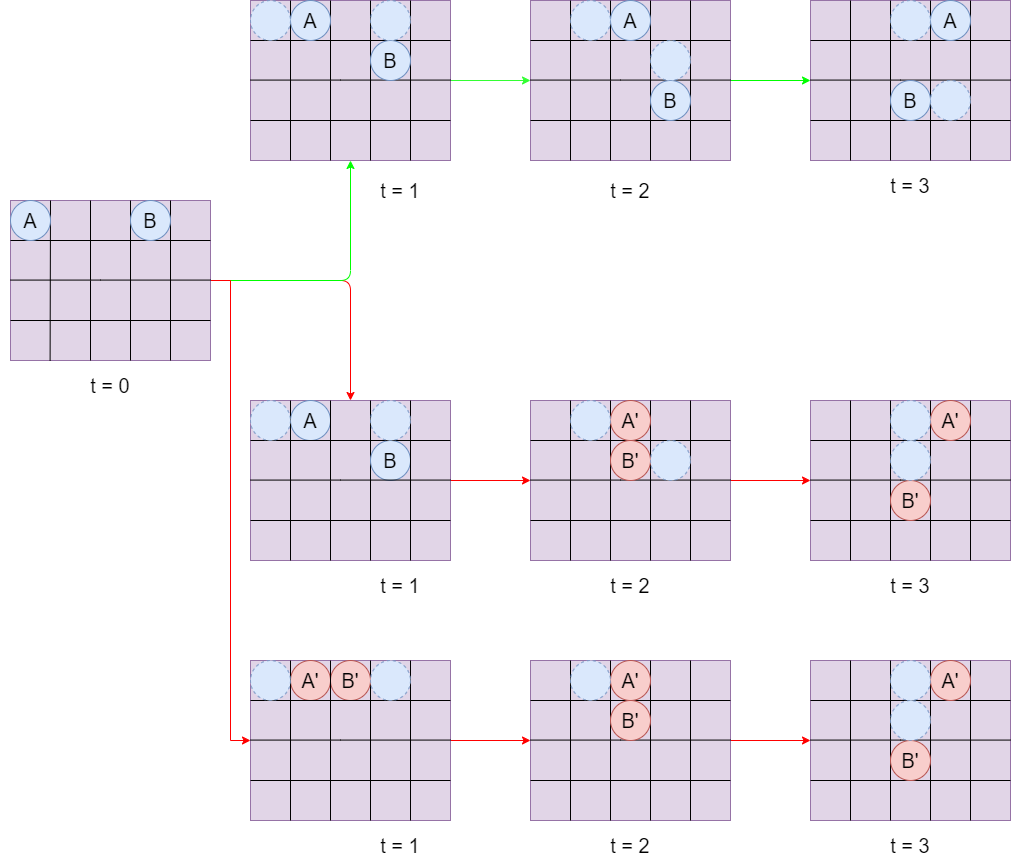 A B
B
t = 1
A
B
t = 2
A
B
t = 3
A B
t = 0
A
B
t = 1
A'
B'
t = 2
A'
B'
t = 3
A' B'
t = 1
A'
B'
t = 2
A'
B'
t = 3